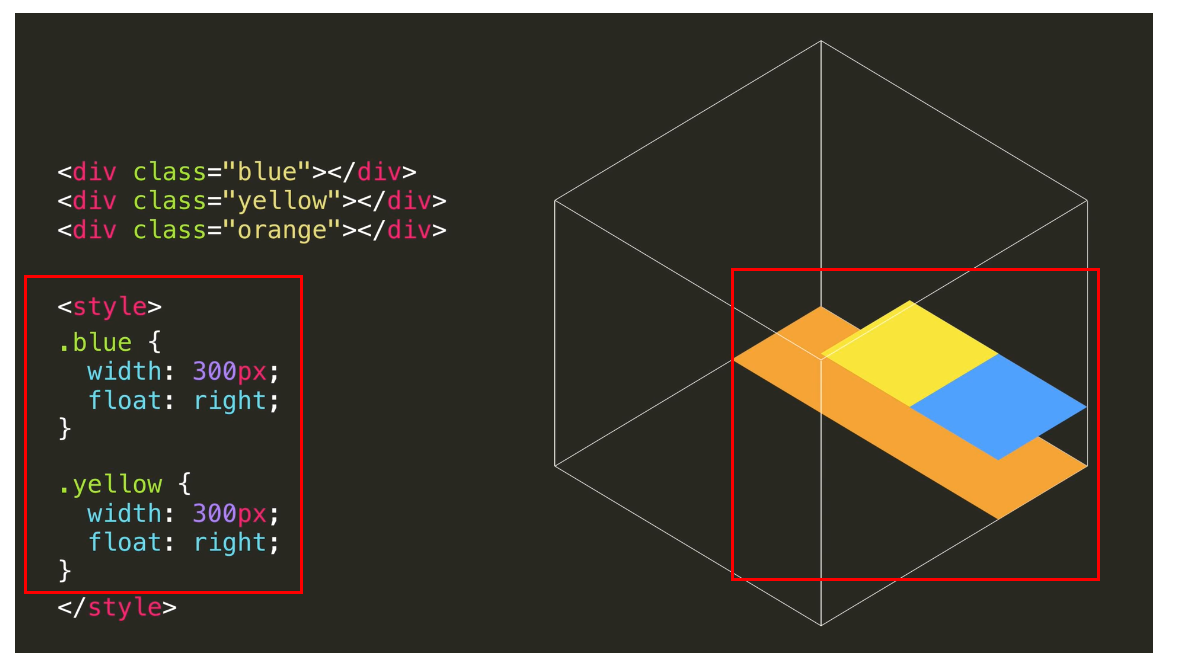 <div class="blue"></div>
<div class="yellow"></div>
<div class="orange"></div>
<style>
.blue {
  width: 300px;
  float: right;
}
.yellow {
  width: 300px;
  float: right;
}
</style>